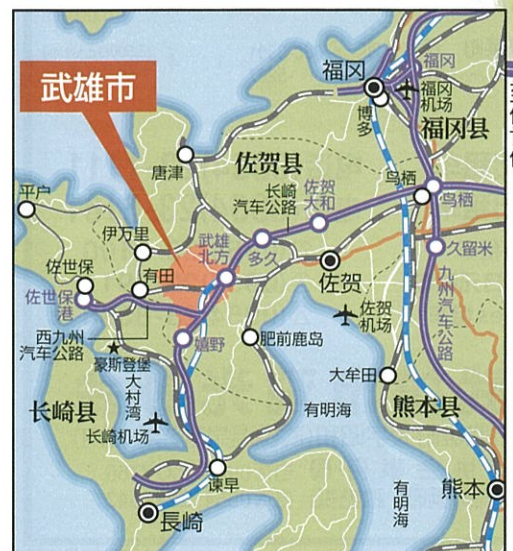 武雄市
福冈
福冈
福冈
机场
博多
福冈县
唐津
佐贺县
鸟栖
鸟栖
平户
长崎
汽车公路
佐贺
大和
伊万里
武雄
北方
多久
久留米
佐世保
有田
佐贺
佐世保
港
九州汽车公路
佐贺
机场
西九州
汽车公路
嬉野
肥前鹿岛
豪斯登堡
大村湾
大牟田
长崎县
有明海
熊本县
长崎机场
谏早
有明海
熊本
長崎